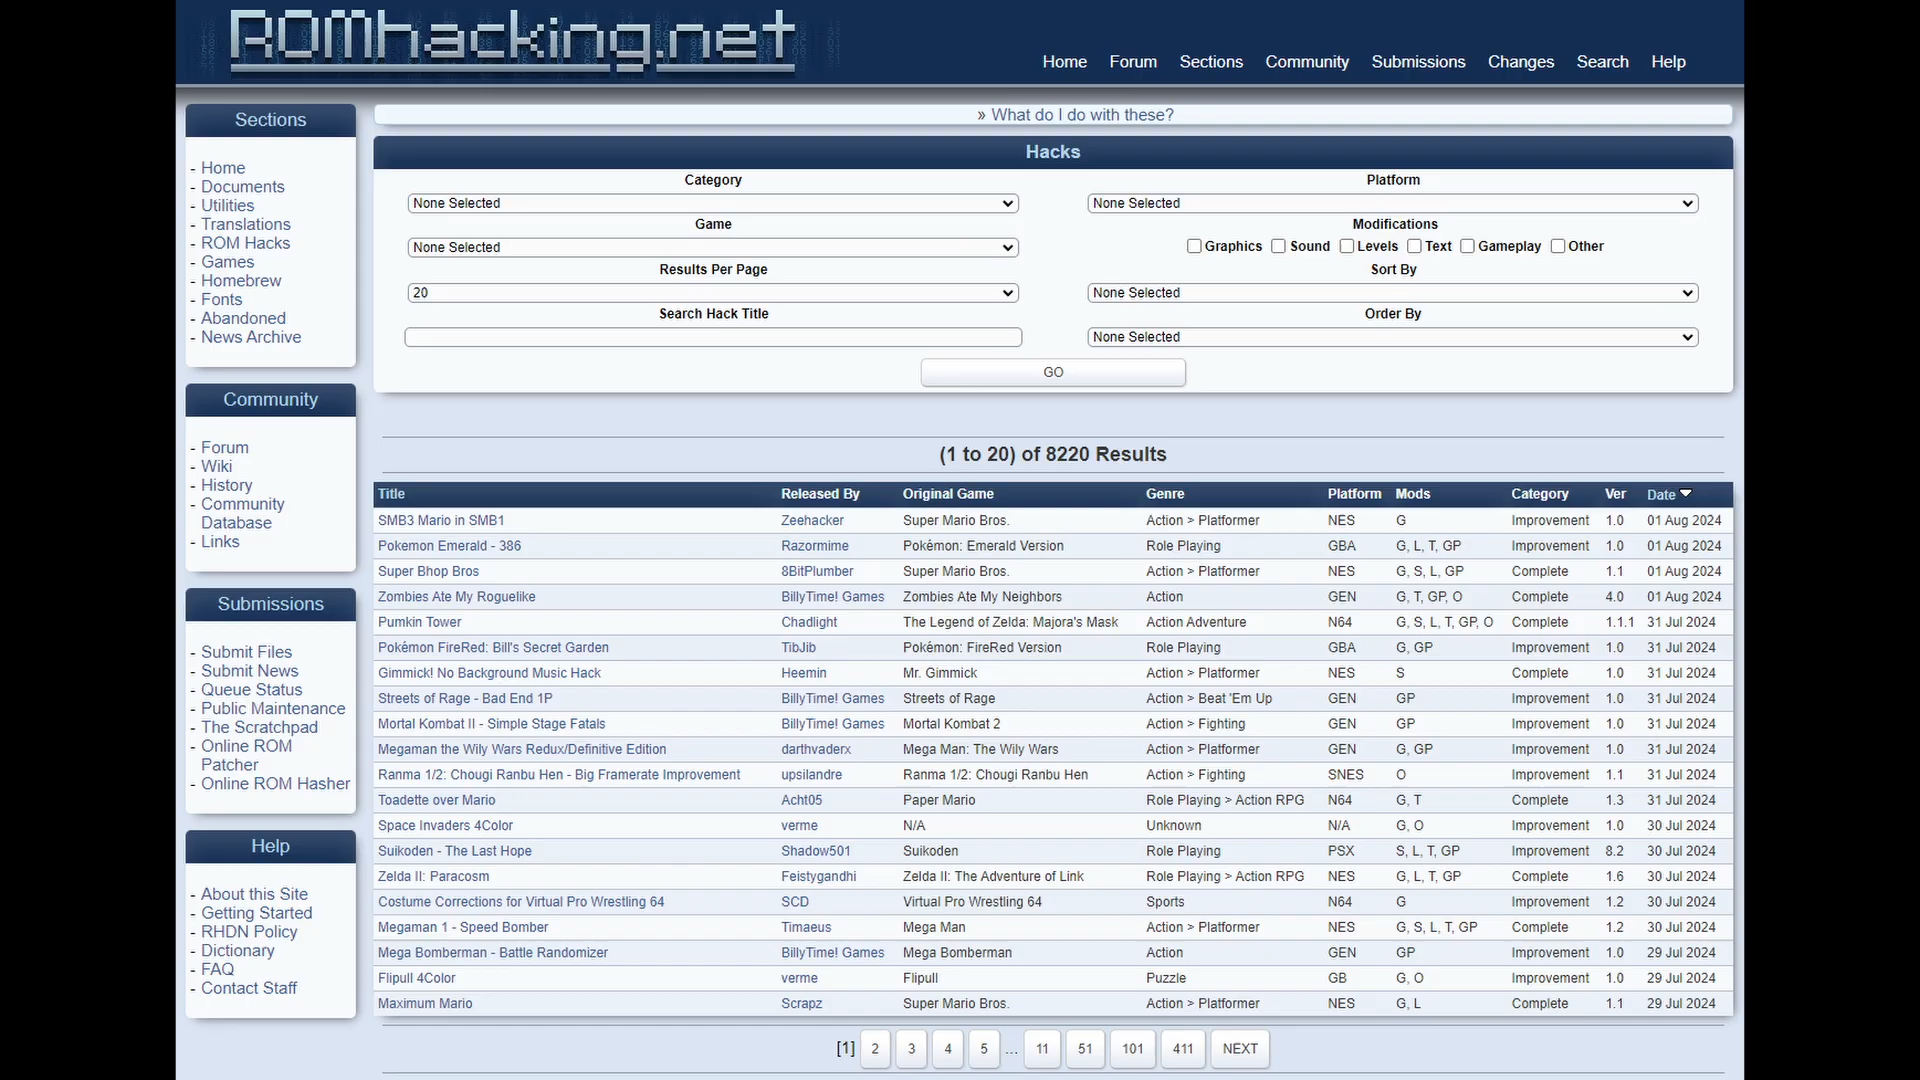 ROMhacking.net
Home Forum Sections Community Submissions Changes Search Help
Sections
- Home
- Documents
- Utilities
- Translations
- ROM Hacks
- Games
- Homebrew
- Fonts
- Abandoned
- News Archive
Community
- Forum
- Wiki
- History
- Community
Database
- Links
Submissions
- Submit Files
- Submit News
- Queue Status
- Public Maintenance
- The Scratchpad
- Online ROM
Patcher
- Online ROM Hasher
Help
- About this Site
- Getting Started
- RHDN Policy
- Dictionary
- FAQ
- Contact Staff
» What do I do with these?
Hacks
Category Platform
None Selected None Selected
Game Modifications
None Selected Graphics Sound Levels Text Gameplay Other
Results Per Page Sort By
20 None Selected
Search Hack Title Order By
None Selected
GO
(1 to 20) of 8220 Results
Title Released By Original Game Genre Platform Mods Category Ver Date
SMB3 Mario in SMB1 Zeehacker Super Mario Bros. Action > Platformer NES G Improvement 1.0 01 Aug 2024
Pokemon Emerald - 386 Razormime Pokémon: Emerald Version Role Playing GBA G, L, T, GP Improvement 1.0 01 Aug 2024
Super Bhop Bros 8BitPlumber Super Mario Bros. Action > Platformer NES G, S, L, GP Complete 1.1 01 Aug 2024
Zombies Ate My Roguelike BillyTime! Games Zombies Ate My Neighbors Action GEN G, T, GP, O Complete 4.0 01 Aug 2024
Pumkin Tower Chadlight The Legend of Zelda: Majora's Mask Action Adventure N64 G, S, L, T, GP, O Complete 1.1.1 31 Jul 2024
Pokémon FireRed: Bill's Secret Garden TibJib Pokémon: FireRed Version Role Playing GBA G, GP Improvement 1.0 31 Jul 2024
Gimmick! No Background Music Hack Heemin Mr. Gimmick Action > Platformer NES S Complete 1.0 31 Jul 2024
Streets of Rage - Bad End 1P BillyTime! Games Streets of Rage Action > Beat 'Em Up GEN GP Improvement 1.0 31 Jul 2024
Mortal Kombat II - Simple Stage Fatals BillyTime! Games Mortal Kombat 2 Action > Fighting GEN GP Improvement 1.0 31 Jul 2024
Megaman the Wily Wars Redux/Definitive Edition darthvaderx Mega Man: The Wily Wars Action > Platformer GEN G, GP Improvement 1.0 31 Jul 2024
Ranma 1/2: Chougi Ranbu Hen - Big Framerate Improvement upsilandre Ranma 1/2: Chougi Ranbu Hen Action > Fighting SNES O Improvement 1.1 31 Jul 2024
Toadette over Mario Acht05 Paper Mario Role Playing > Action RPG N64 G, T Complete 1.3 31 Jul 2024
Space Invaders 4Color verme N/A Unknown N/A G, O Improvement 1.0 30 Jul 2024
Suikoden - The Last Hope Shadow501 Suikoden Role Playing PSX S, L, T, GP Improvement 8.2 30 Jul 2024
Zelda II: Paracosm Feistygandhi Zelda II: The Adventure of Link Role Playing > Action RPG NES G, L, T, GP Complete 1.6 30 Jul 2024
Costume Corrections for Virtual Pro Wrestling 64 SCD Virtual Pro Wrestling 64 Sports N64 G Improvement 1.2 30 Jul 2024
Megaman 1 - Speed Bomber Timaeus Mega Man Action > Platformer NES G, S, L, T, GP Complete 1.2 30 Jul 2024
Mega Bomberman - Battle Randomizer BillyTime! Games Mega Bomberman Action GEN GP Improvement 1.0 29 Jul 2024
Flipull 4Color verme Flipull Puzzle GB G, O Improvement 1.0 29 Jul 2024
Maximum Mario Scrapz Super Mario Bros. Action > Platformer NES G, L Complete 1.1 29 Jul 2024
[1] 2 3 4 5 ... 11 51 101 411 NEXT